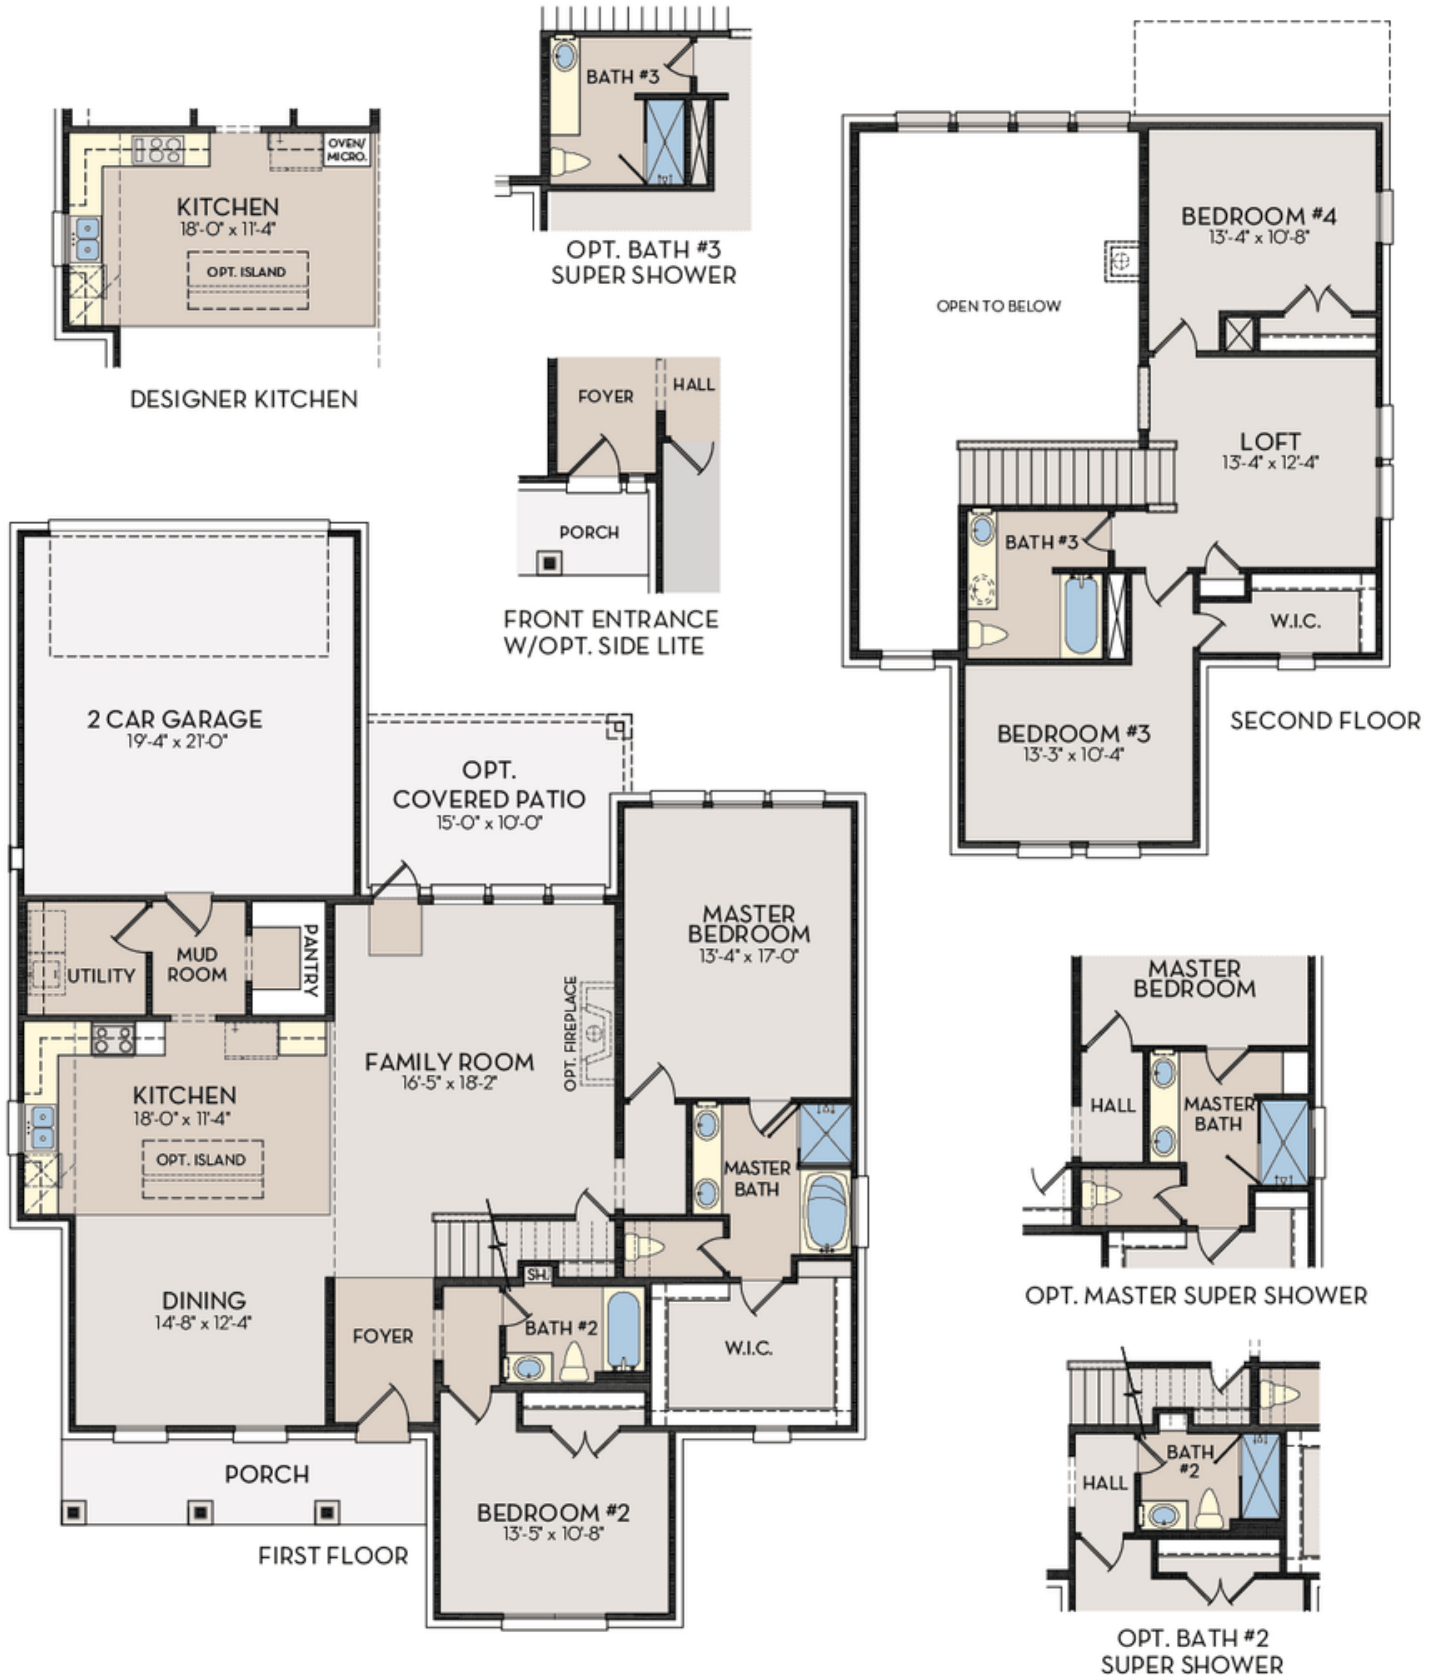 BATH #3
OPT. BATH #3
SUPER SHOWER
OVEN/
MICRO.
KITCHEN
18'-0" x 11'-4"
OPT. ISLAND
DESIGNER KITCHEN
FOYER
HALL
PORCH
FRONT ENTRANCE
W/OPT. SIDE LITE
BEDROOM #4
13'-4" x 10'-8"
OPEN TO BELOW
LOFT
13'-4" x 12'-4"
BATH #3
W.I.C.
BEDROOM #3
13'-3" x 10'-4"
SECOND FLOOR
2 CAR GARAGE
19'-4" x 21'-0"
OPT.
COVERED PATIO
15'-0" x 10'-0"
MASTER
BEDROOM
13'-4" x 17'-0"
UTILITY
MUD
ROOM
PANTRY
FAMILY ROOM
16'-5" x 18'-2"
OPT. FIREPLACE
KITCHEN
18'-0" x 11'-4"
OPT. ISLAND
MASTER
BATH
SH.
DINING
14'-8" x 12'-4"
FOYER
BATH #2
W.I.C.
PORCH
BEDROOM #2
13'-5" x 10'-8"
FIRST FLOOR
MASTER
BEDROOM
HALL
MASTER
BATH
OPT. MASTER SUPER SHOWER
BATH
#2
HALL
OPT. BATH #2
SUPER SHOWER